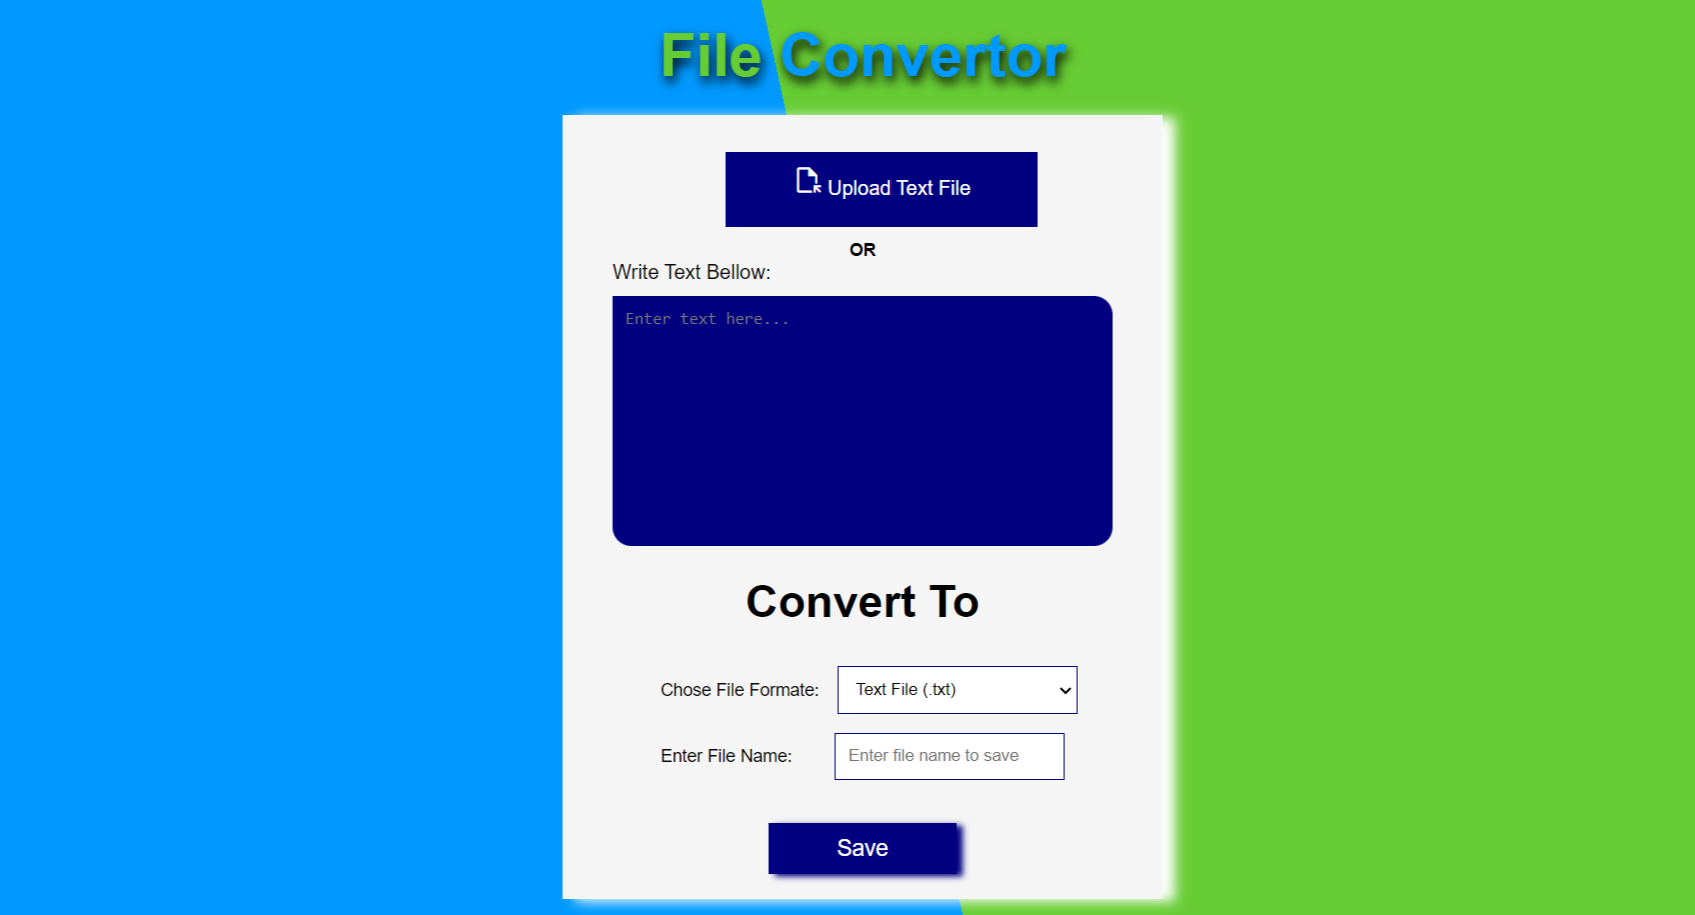 File Convertor
Upload Text File
OR
Write Text Bellow:
Enter text here...
Convert To
Chose File Formate: Text File (.txt)
Enter File Name: Enter file name to save
Save